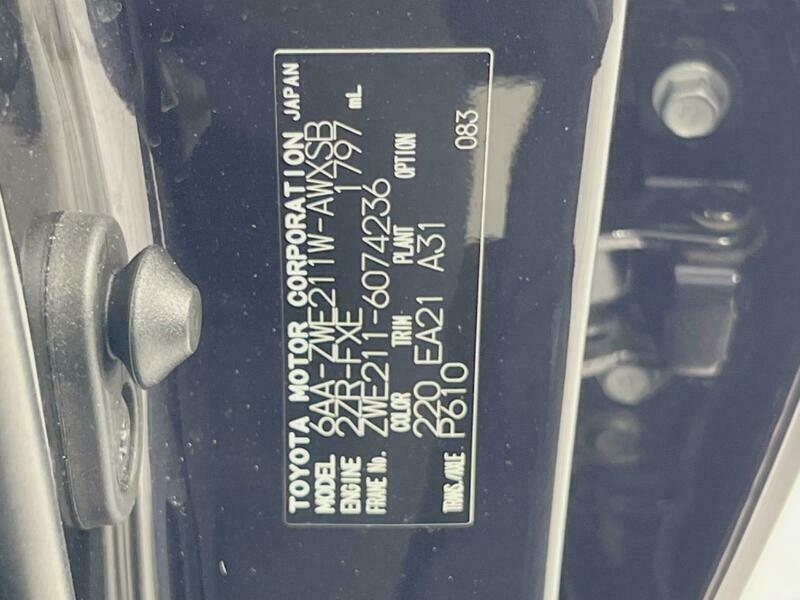 TOYOTA MOTOR CORPORATION JAPAN
MODEL 6AA-ZWE211W-AWXSB
ENGINE 2ZR-FXE 1797 mL
FRAME No. ZWE211-6074236
COLOR TRIM PLANT OPTION
220 EA21 A31
TRANS./AXLE P610 083